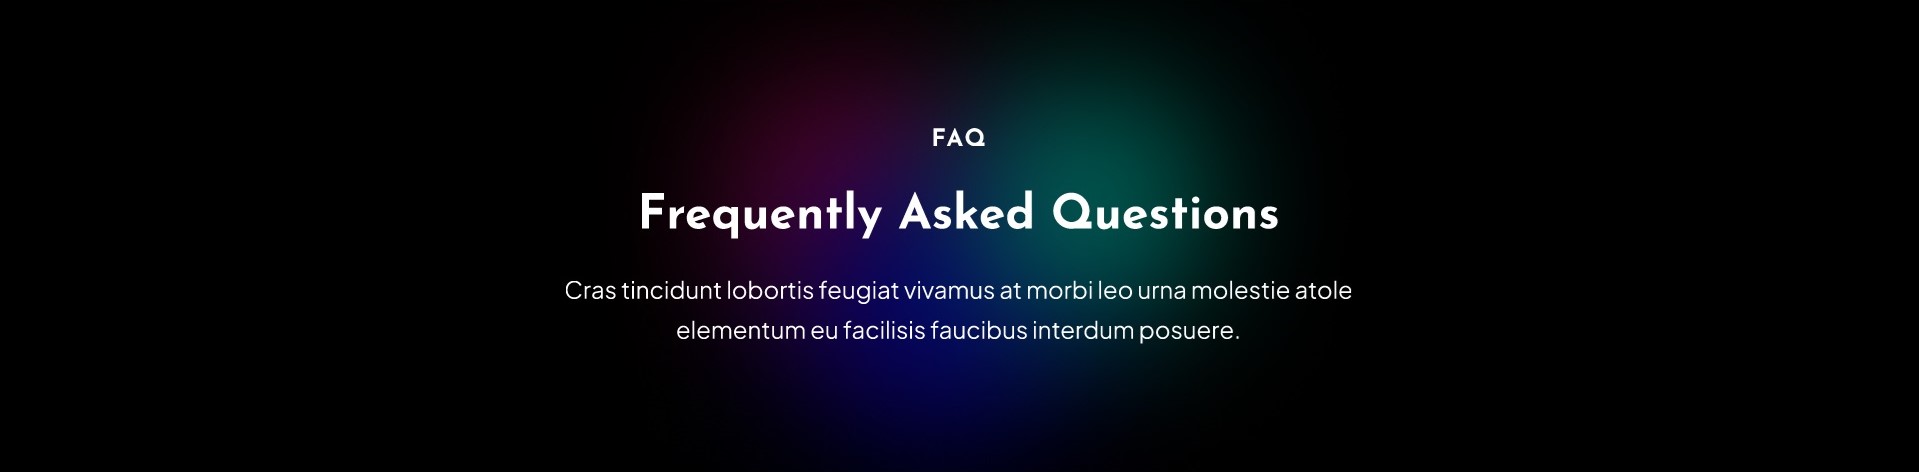 FAQ
Frequently Asked Questions
Cras tincidunt lobortis feugiat vivamus at morbi leo urna molestie atole
elementum eu facilisis faucibus interdum posuere.